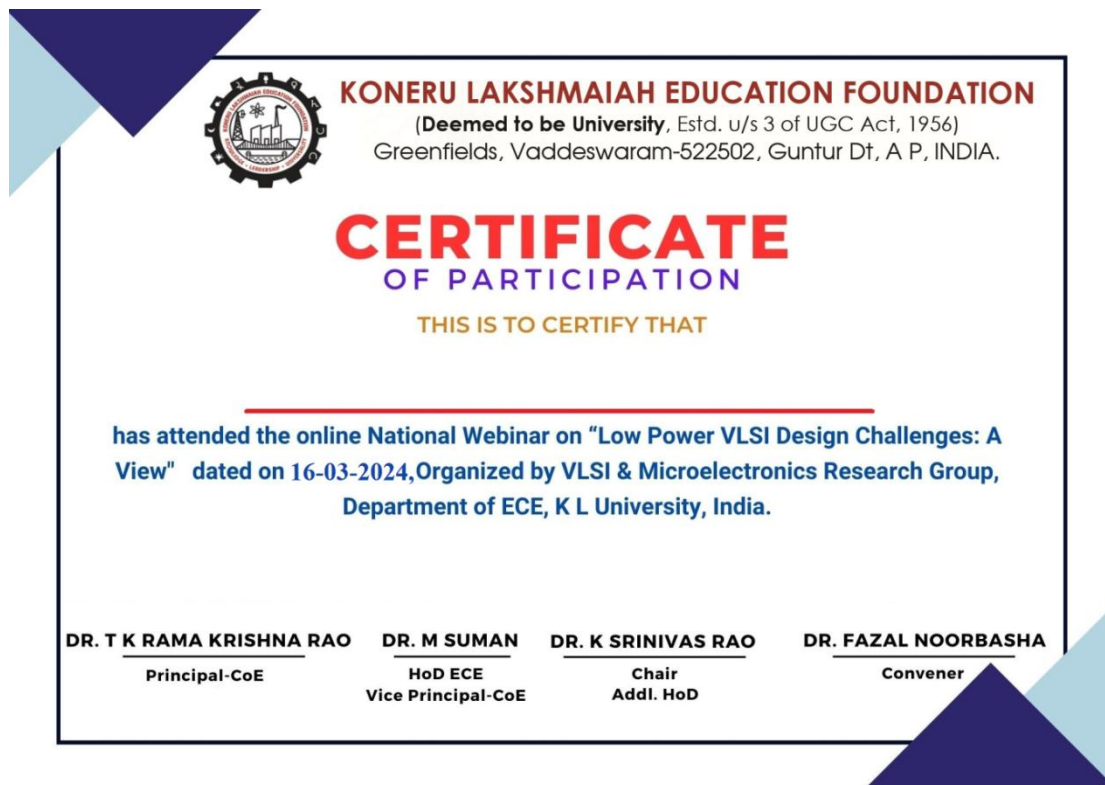 KONERU LAKSHMAIAH EDUCATION FOUNDATION
(Deemed to be University, Estd. u/s 3 of UGC Act, 1956)
Greenfields, Vaddeswaram-522502, Guntur Dt, A P, INDIA.
CERTIFICATE
OF PARTICIPATION
THIS IS TO CERTIFY THAT
has attended the online National Webinar on “Low Power VLSI Design Challenges: A
View" dated on 16-03-2024,Organized by VLSI & Microelectronics Research Group,
Department of ECE, K L University, India.
DR. T K RAMA KRISHNA RAO
Principal-CoE
DR. M SUMAN
HoD ECE
Vice Principal-CoE
DR. K SRINIVAS RAO
Chair
Addl. HoD
DR. FAZAL NOORBASHA
Convener